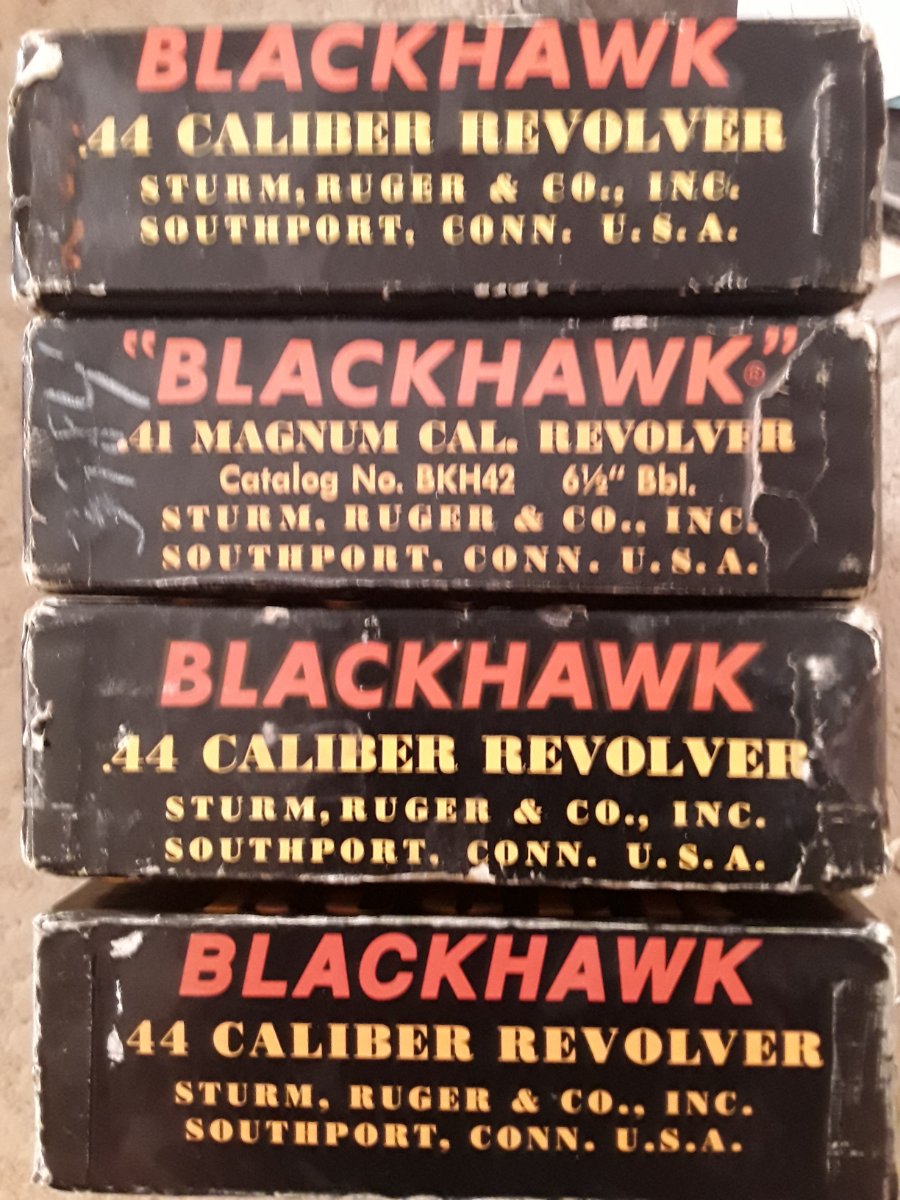 BLACKHAWK
.44 CALIBER REVOLVER
STURM, RUGER & CO., INC.
SOUTHPORT, CONN. U.S.A.
"BLACKHAWK"®
.41 MAGNUM CAL. REVOLVER
Catalog No. BKH42 6½" Bbl.
STURM, RUGER & CO., INC.
SOUTHPORT, CONN. U.S.A.
BLACKHAWK
.44 CALIBER REVOLVER
STURM, RUGER & CO., INC.
SOUTHPORT, CONN. U.S.A.
BLACKHAWK
44 CALIBER REVOLVER
STURM, RUGER & CO., INC.
SOUTHPORT, CONN. U.S.A.